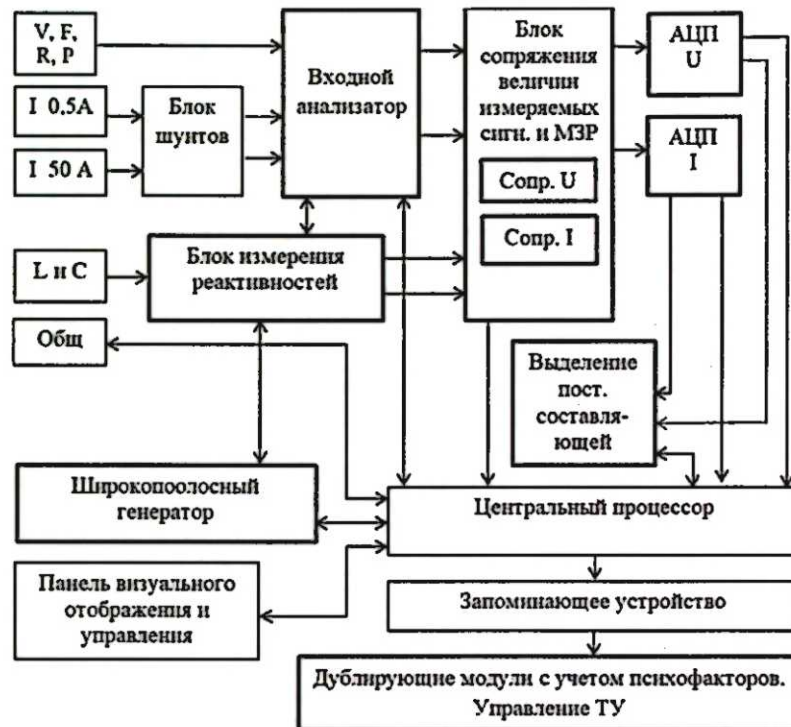 V, F,
R, P
I 0.5А
I 50 А
Блок
шунтов
Входной
анализатор
Блок
сопряжения
величин
измеряемых
сигн. и МЗР
Сопр. U
Сопр. I
АЦП
U
АЦП
I
L и C
Блок измерения
реактивностей
Общ
Выделение
пост.
составля-
ющей
Широкопоолосный
генератор
Центральный процессор
Панель визуального
отображения и
управления
Запоминающее устройство
Дублирующие модули с учетом психофакторов.
Управление ТУ